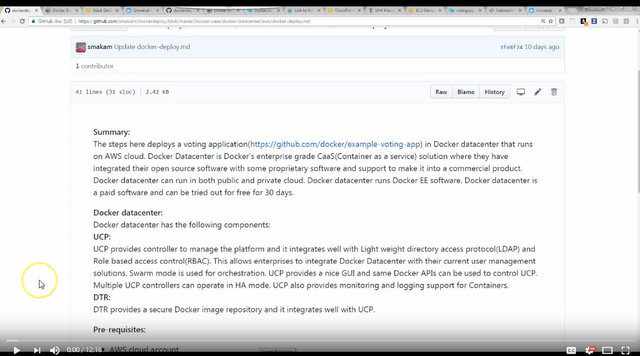 GitHub, Inc. [US] https://github.com/smakam/dockerdeploy/blob/master/docker-caas/docker-datacenter/aws/docker-deploy.md
smakam Update docker-deploy.md 10 days ago
1 contributor
41 lines (31 sloc) 2.42 KB Raw Blame History
Summary:
The steps here deploys a voting application(https://github.com/docker/example-voting-app) in Docker datacenter that runs
on AWS cloud. Docker Datacenter is Docker's enterprise grade CaaS(Container as a service) solution where they have
integrated their open source software with some proprietary software and support to make it into a commercial product.
Docker datacenter can run in both public and private cloud. Docker datacenter runs Docker EE software. Docker datacenter is
a paid software and can be tried out for free for 30 days.
Docker datacenter:
Docker datacenter has the following components:
UCP:
UCP provides controller to manage the platform and it integrates well with Light weight directory access protocol(LDAP) and
Role based access control(RBAC). This allows enterprises to integrate Docker Datacenter with their current user management
solutions. Swarm mode is used for orchestration. UCP provides a nice GUI and same Docker APIs can be used to control UCP.
Multiple UCP controllers can operate in HA mode. UCP also provides monitoring and logging support for Containers.
DTR:
DTR provides a secure Docker image repository and it integrates well with UCP.
Pre-requisites:
AWS cloud account
0:00 / 12:16